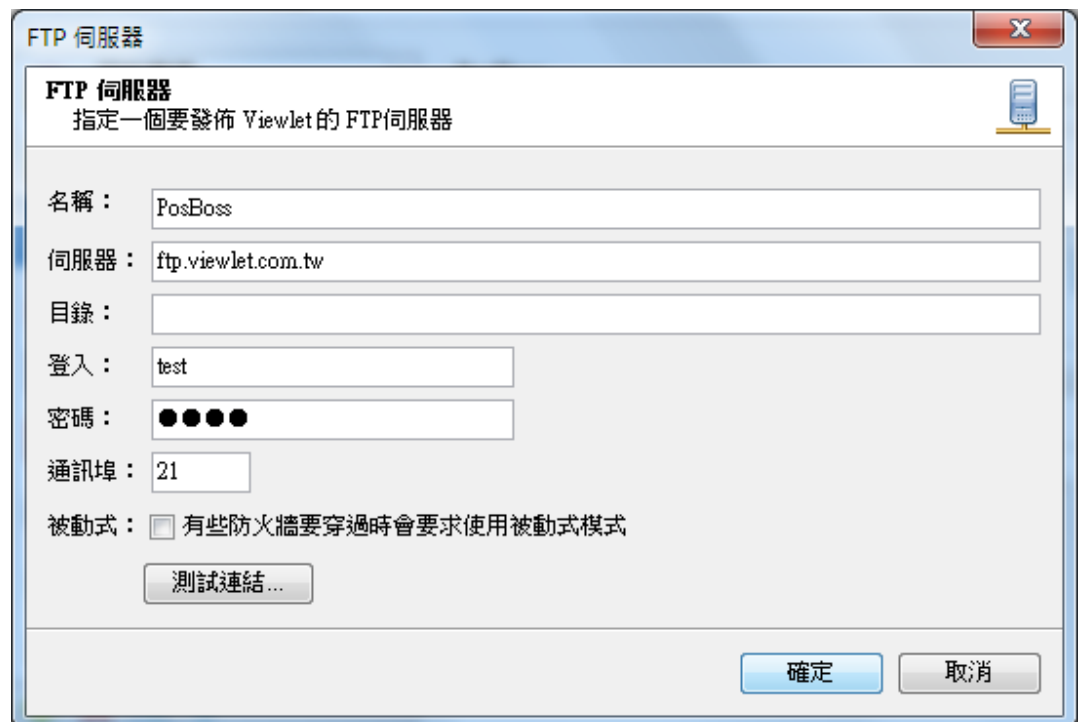 FTP 伺服器
FTP 伺服器
指定一個要發佈 Viewlet 的 FTP伺服器
名稱： PosBoss
伺服器： ftp.viewlet.com.tw
目錄：
登入： test
密碼： ●●●●
通訊埠： 21
被動式： 有些防火牆要穿過時會要求使用被動式模式
測試連結...
確定 取消